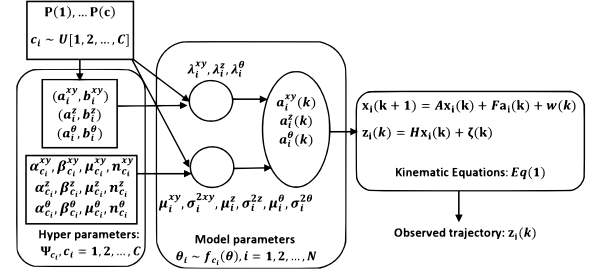 P(1), … P(c)
c_i ~ U[1, 2, …, C]
(a_i^{xy}, b_i^{xy})
(a_i^z, b_i^z)
(a_i^θ, b_i^θ)
α_{c_i}^{xy}, β_{c_i}^{xy}, μ_{c_i}^{xy}, n_{c_i}^{xy}
α_{c_i}^z, β_{c_i}^z, μ_{c_i}^z, n_{c_i}^z
α_{c_i}^θ, β_{c_i}^θ, μ_{c_i}^θ, n_{c_i}^θ
Hyper parameters:
Ψ_{c_i}, c_i = 1, 2, …, C
λ_i^{xy}, λ_i^z, λ_i^θ
a_i^{xy}(k)
a_i^z(k)
a_i^θ(k)
μ_i^{xy}, σ_i^{2xy}, μ_i^z, σ_i^{2z}, μ_i^θ, σ_i^{2θ}
Model parameters
θ_i ~ f_{c_i}(θ), i = 1, 2, …, N
x_i(k + 1) = Ax_i(k) + Fa_i(k) + w(k)
z_i(k) = Hx_i(k) + ζ(k)
Kinematic Equations: Eq(1)
Observed trajectory: z_i(k)